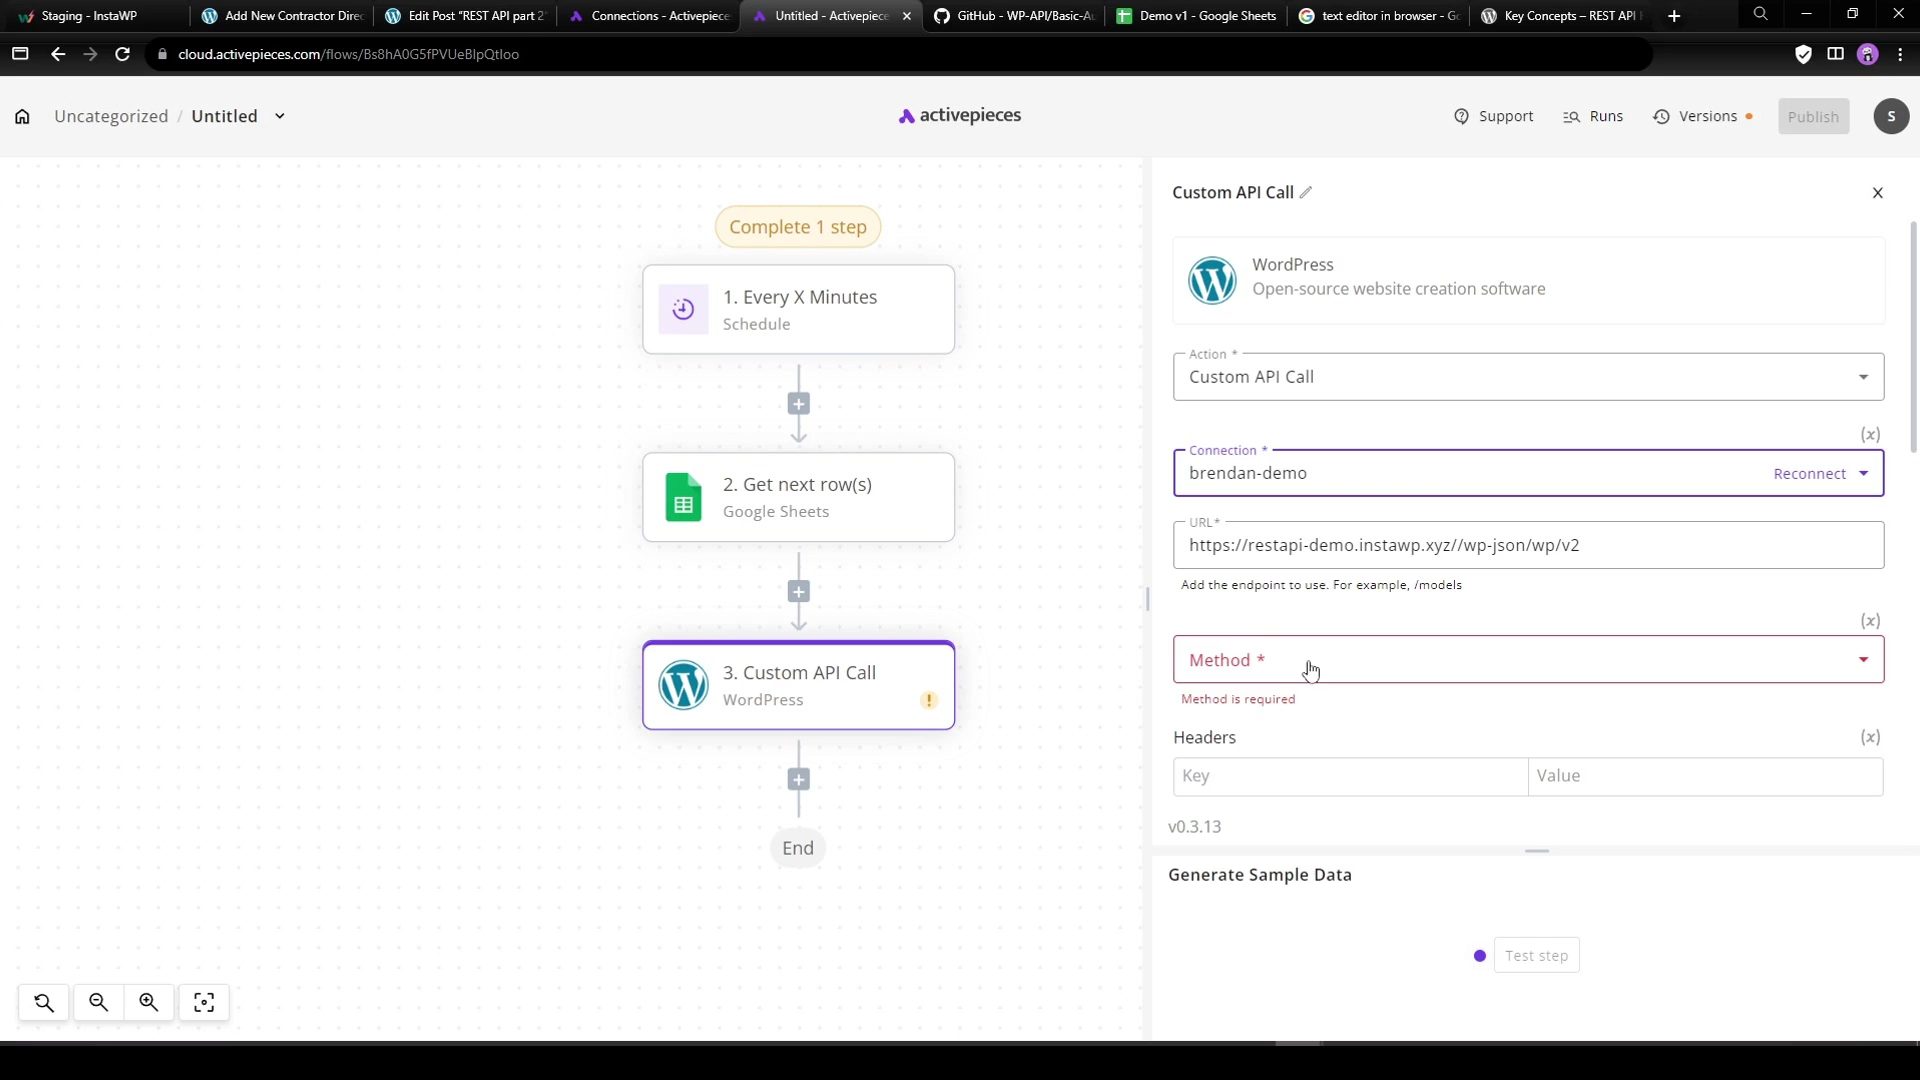 Staging - InstaWP
Add New Contractor Direc
Edit Post "REST API part 2"
Connections - Activepiece
Untitled - Activepiece
GitHub - WP-API/Basic-Au
Demo v1 - Google Sheets
text editor in browser - Go
Key Concepts – REST API H
cloud.activepieces.com/flows/Bs8hA0G5fPVUeBlpQtloo
Uncategorized / Untitled
activepieces
Support
Runs
Versions
Publish
S
Complete 1 step
1. Every X Minutes
Schedule
2. Get next row(s)
Google Sheets
3. Custom API Call
WordPress
!
End
Custom API Call
WordPress
Open-source website creation software
Action *
Custom API Call
(x)
Connection *
brendan-demo
Reconnect
URL*
https://restapi-demo.instawp.xyz//wp-json/wp/v2
Add the endpoint to use. For example, /models
(x)
Method *
Method is required
Headers
(x)
Key
Value
v0.3.13
Generate Sample Data
Test step